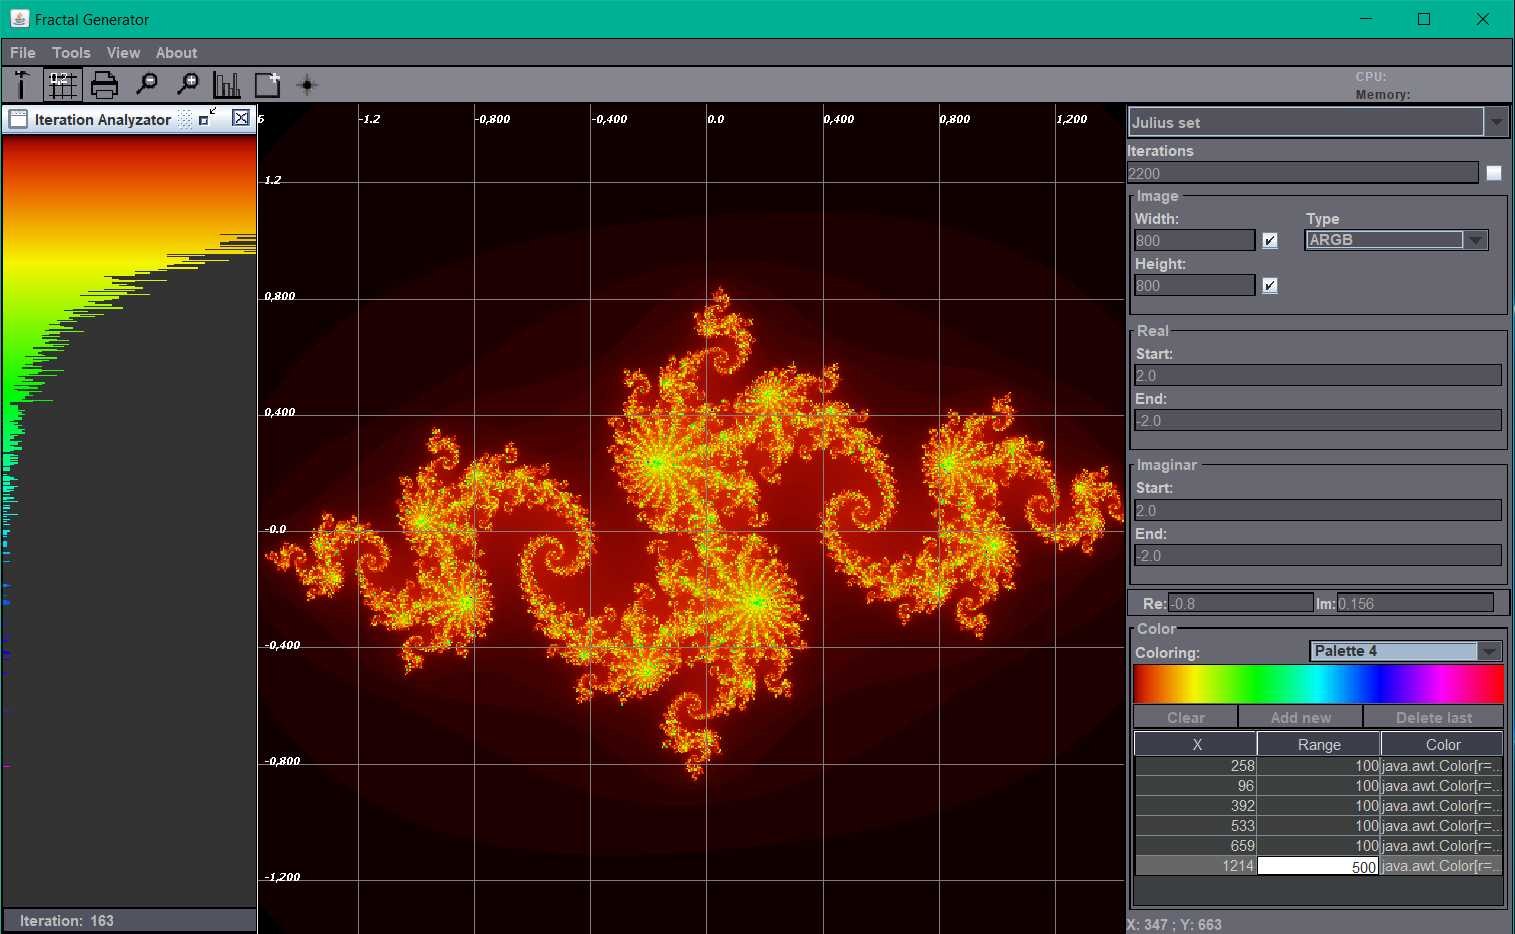 Fractal Generator
File Tools View About
0,2
CPU:
Memory:
Iteration Analyzator
5 -1.2 -0,800 -0,400 0.0 0,400 0,800 1,200
1.2
0,800
0,400
-0.0
-0,400
-0,800
-1,200
Iteration: 163
Julius set
Iterations
2200
Image
Width: Type
800 ARGB
Height:
800
Real
Start:
2.0
End:
-2.0
Imaginar
Start:
2.0
End:
-2.0
Re: -0.8 Im: 0.156
Color
Coloring: Palette 4
Clear Add new Delete last
X Range Color
258 100 java.awt.Color[r=...
96 100 java.awt.Color[r=...
392 100 java.awt.Color[r=...
533 100 java.awt.Color[r=...
659 100 java.awt.Color[r=...
1214 500 java.awt.Color[r=...
X: 347 ; Y: 663